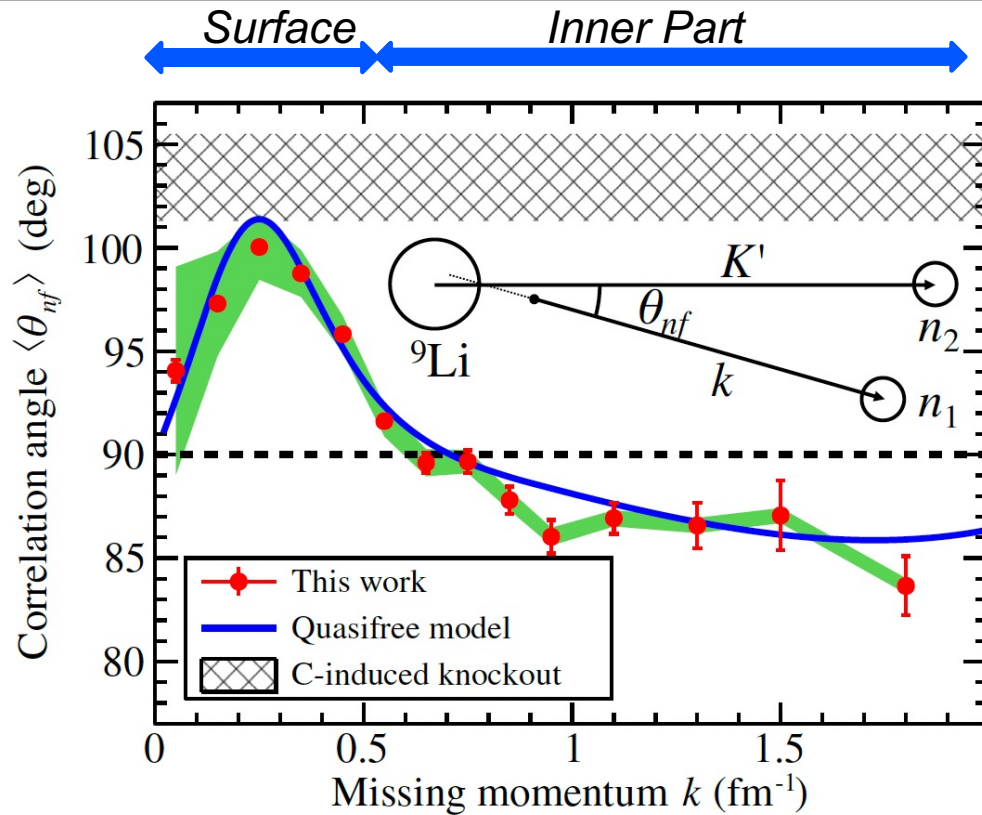 Surface
Inner Part
105
100
95
90
85
80
Correlation angle ⟨θnf⟩ (deg)
K'
θnf
n2
9Li
k
n1
This work
Quasifree model
C-induced knockout
0
0.5
1
1.5
Missing momentum k (fm-1)